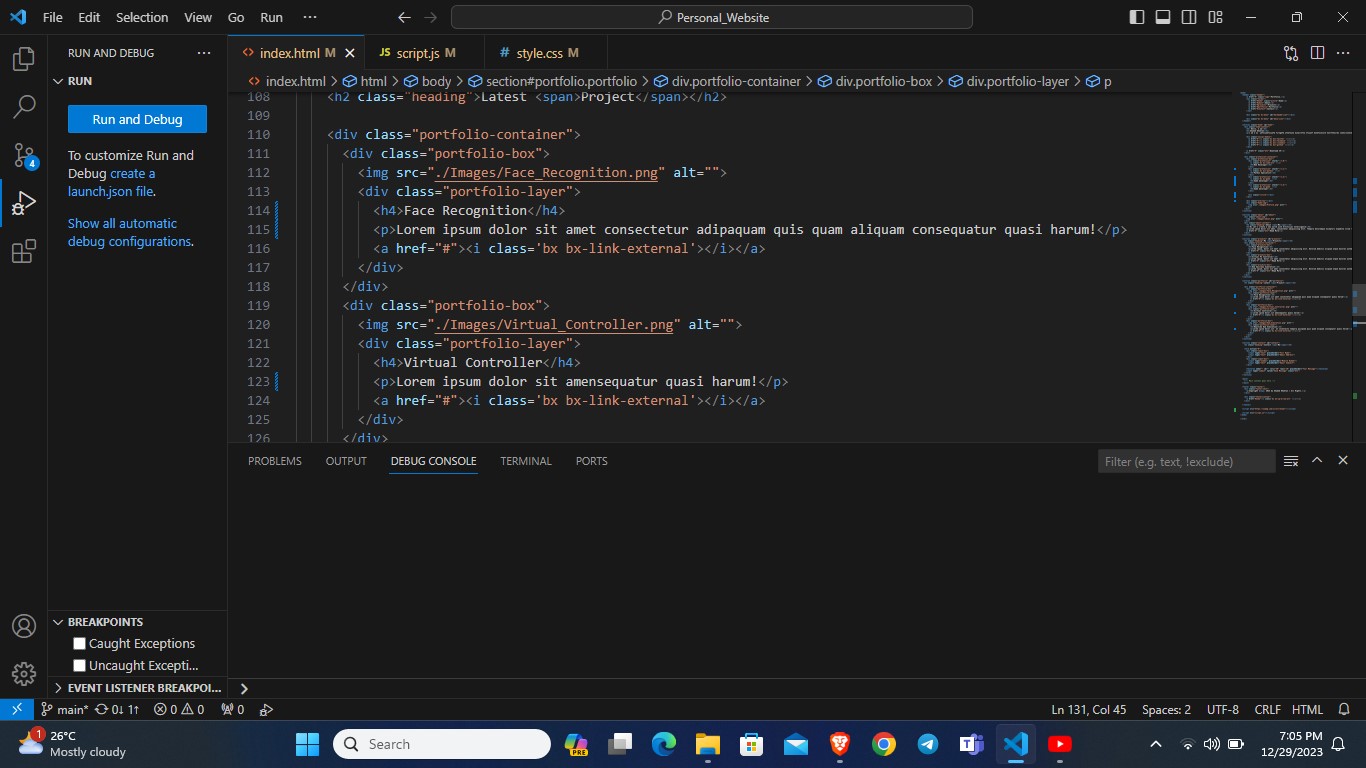 File Edit Selection View Go Run ··· Personal_Website
RUN AND DEBUG ···
index.html M JS script.js M # style.css M ···
RUN
index.html > html > body > section#portfolio.portfolio > div.portfolio-container > div.portfolio-box > div.portfolio-layer > p
Run and Debug
To customize Run and
Debug create a
launch.json file.
Show all automatic
debug configurations.
108 <h2 class="heading">Latest <span>Project</span></h2>
109
110 <div class="portfolio-container">
111 <div class="portfolio-box">
112 <img src="./Images/Face_Recognition.png" alt="">
113 <div class="portfolio-layer">
114 <h4>Face Recognition</h4>
115 <p>Lorem ipsum dolor sit amet consectetur adipaquam quis quam aliquam consequatur quasi harum!</p>
116 <a href="#"><i class='bx bx-link-external'></i></a>
117 </div>
118 </div>
119 <div class="portfolio-box">
120 <img src="./Images/Virtual_Controller.png" alt="">
121 <div class="portfolio-layer">
122 <h4>Virtual Controller</h4>
123 <p>Lorem ipsum dolor sit amensequatur quasi harum!</p>
124 <a href="#"><i class='bx bx-link-external'></i></a>
125 </div>
126 </div>
PROBLEMS OUTPUT DEBUG CONSOLE TERMINAL PORTS Filter (e.g. text, !exclude)
4
BREAKPOINTS
Caught Exceptions
Uncaught Excepti...
EVENT LISTENER BREAKPOI...
main* 0↓ 1↑ 0 0 0 Ln 131, Col 45 Spaces: 2 UTF-8 CRLF HTML
1 26°C
Mostly cloudy
Search
PRE
7:05 PM
12/29/2023